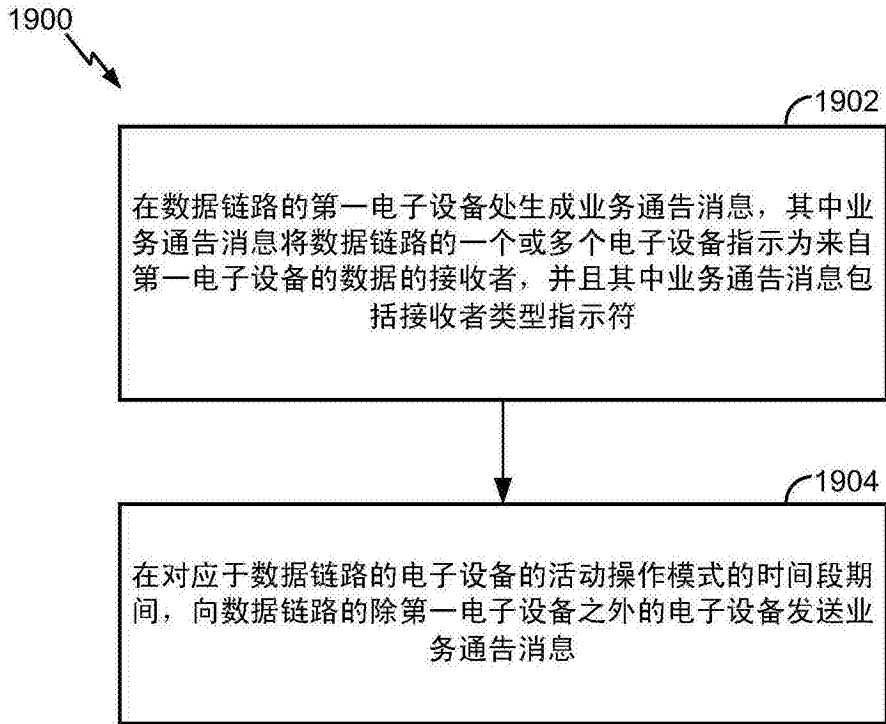 1900
1902
在数据链路的第一电子设备处生成业务通告消息，其中业
务通告消息将数据链路的一个或多个电子设备指示为来自
第一电子设备的数据的接收者，并且其中业务通告消息包
括接收者类型指示符
1904
在对应于数据链路的电子设备的活动操作模式的时间段期
间，向数据链路的除第一电子设备之外的电子设备发送业
务通告消息